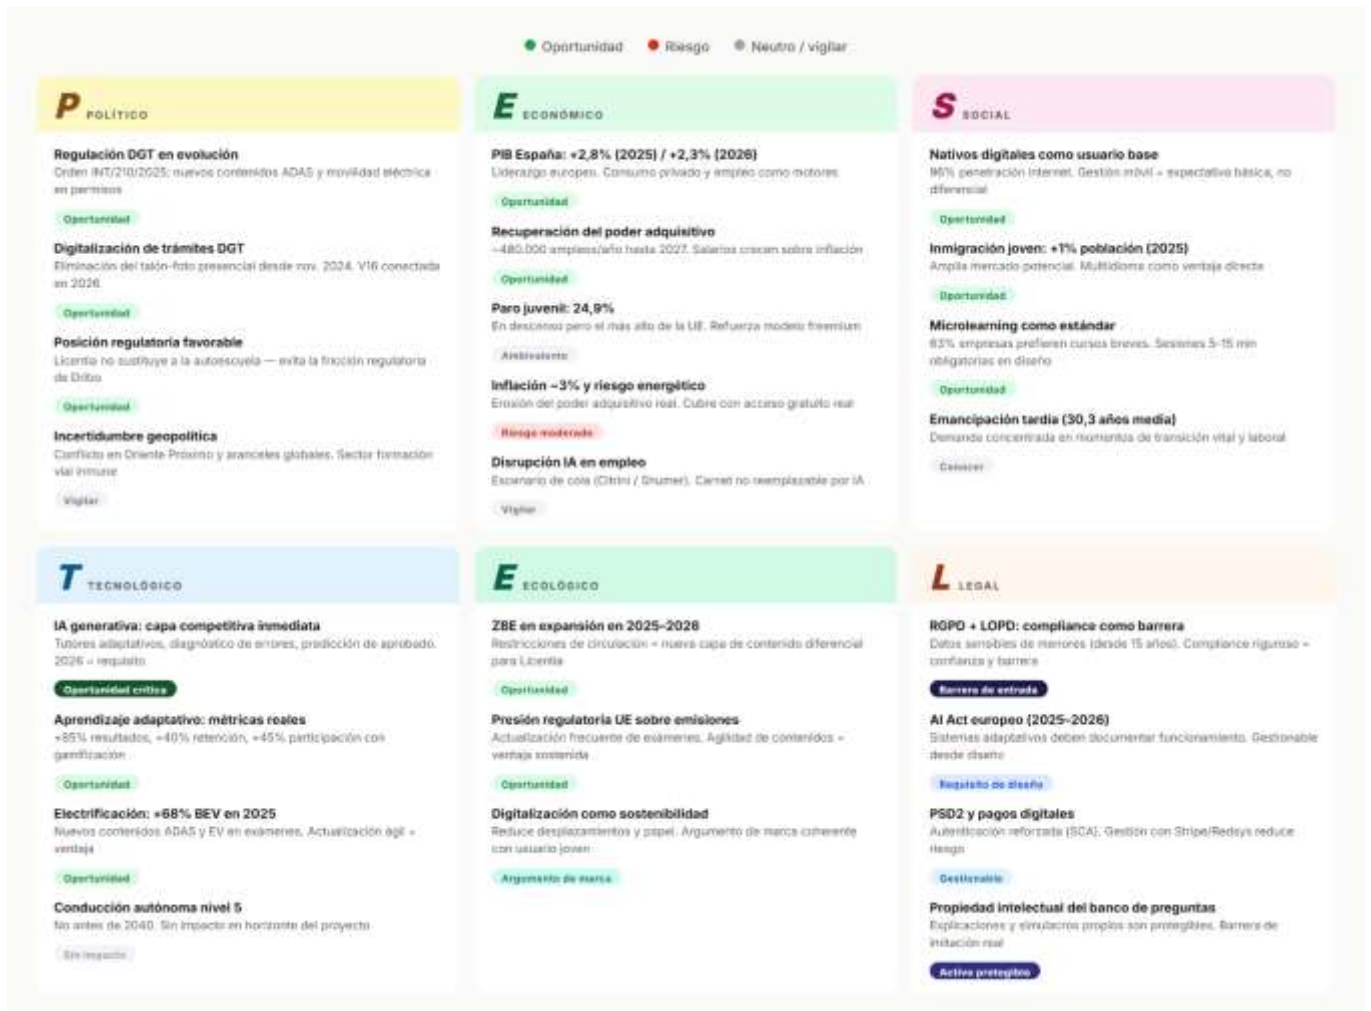 Oportunidad
Riesgo
Neutro / vigilar
P POLÍTICO
Regulación DGT en evolución
Orden INT/210/2025: nuevos contenidos ADAS y movilidad eléctrica
en permisos
Oportunidad
Digitalización de trámites DGT
Eliminación del talón-foto presencial desde nov. 2024. V16 conectada
en 2026
Oportunidad
Posición regulatoria favorable
Licentia no sustituye a la autoescuela — evita la fricción regulatoria
de Dribo
Oportunidad
Incertidumbre geopolítica
Conflicto en Oriente Próximo y aranceles globales. Sector formación
vial inmune
Vigilar
E ECONÓMICO
PIB España: +2,8% (2025) / +2,3% (2026)
Liderazgo europeo. Consumo privado y empleo como motores
Oportunidad
Recuperación del poder adquisitivo
~480.000 empleos/año hasta 2027. Salarios crecen sobre inflación
Oportunidad
Paro juvenil: 24,9%
En descenso pero el más alto de la UE. Refuerza modelo freemium
Ambivalente
Inflación ~3% y riesgo energético
Erosión del poder adquisitivo real. Cubre con acceso gratuito real
Riesgo moderado
Disrupción IA en empleo
Escenario de cola (Citrini / Shumer). Carnet no reemplazable por IA
Vigilar
S SOCIAL
Nativos digitales como usuario base
96% penetración internet. Gestión móvil = expectativa básica, no
diferencial
Oportunidad
Inmigración joven: +1% población (2025)
Amplía mercado potencial. Multiidioma como ventaja directa
Oportunidad
Microlearning como estándar
63% empresas prefieren cursos breves. Sesiones 5-15 min
obligatorias en diseño
Oportunidad
Emancipación tardía (30,3 años media)
Demanda concentrada en momentos de transición vital y laboral
Conocer
T TECNOLÓGICO
IA generativa: capa competitiva inmediata
Tutores adaptativos, diagnóstico de errores, predicción de aprobado.
2026 = requisito
Oportunidad crítica
Aprendizaje adaptativo: métricas reales
+85% resultados, +40% retención, +45% participación con
gamificación
Oportunidad
Electrificación: +68% BEV en 2025
Nuevos contenidos ADAS y EV en exámenes. Actualización ágil =
ventaja
Oportunidad
Conducción autónoma nivel 5
No antes de 2040. Sin impacto en horizonte del proyecto
Sin impacto
E ECOLÓGICO
ZBE en expansión en 2025–2026
Restricciones de circulación = nueva capa de contenido diferencial
para Licentia
Oportunidad
Presión regulatoria UE sobre emisiones
Actualización frecuente de exámenes. Agilidad de contenidos =
ventaja sostenida
Oportunidad
Digitalización como sostenibilidad
Reduce desplazamientos y papel. Argumento de marca coherente
con usuario joven
Argumento de marca
L LEGAL
RGPD + LOPD: compliance como barrera
Datos sensibles de menores (desde 15 años). Compliance riguroso =
confianza y barrera
Barrera de entrada
AI Act europeo (2025–2026)
Sistemas adaptativos deben documentar funcionamiento. Gestionable
desde diseño
Requisito de diseño
PSD2 y pagos digitales
Autenticación reforzada (SCA). Gestión con Stripe/Redsys reduce
riesgo
Gestionable
Propiedad intelectual del banco de preguntas
Explicaciones y simulacros propios son protegibles. Barrera de
imitación real
Activo protegible